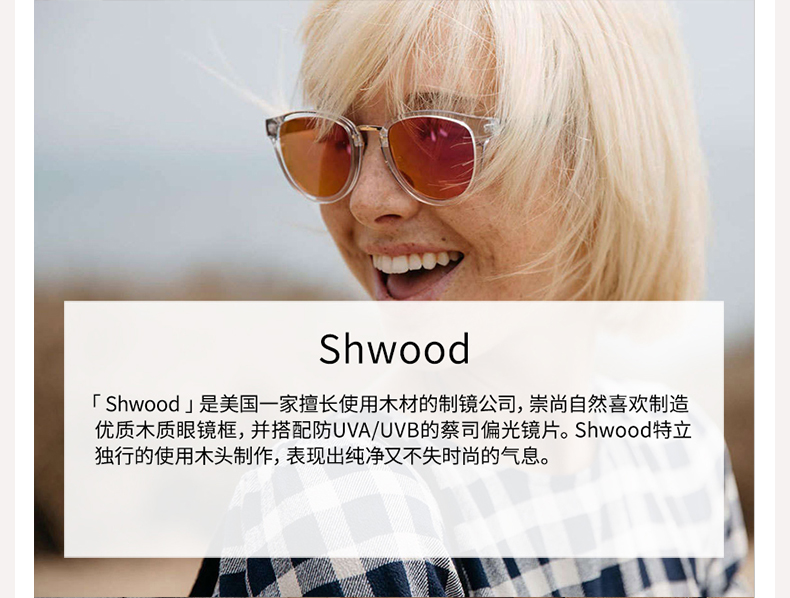 Shwood
「 Shwood 」是美国一家擅长使用木材的制镜公司, 崇尚自然喜欢制造
优质木质眼镜框, 并搭配防UVA/UVB的蔡司偏光镜片。Shwood特立
独行的使用木头制作, 表现出纯净又不失时尚的气息。